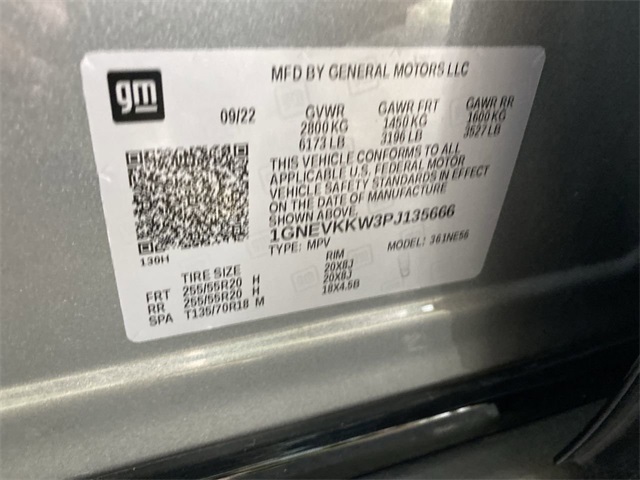 gm
MFD BY GENERAL MOTORS LLC
09/22 GVWR GAWR FRT GAWR RR
2800 KG 1450 KG 1600 KG
6173 LB 3196 LB 3527 LB
THIS VEHICLE CONFORMS TO ALL
APPLICABLE U.S. FEDERAL MOTOR
VEHICLE SAFETY STANDARDS IN EFFECT
ON THE DATE OF MANUFACTURE
SHOWN ABOVE.
1GNEVKKW3PJ135666
TYPE: MPV MODEL: 361NE56
130H
TIRE SIZE RIM
FRT 255/55R20 H 20X8J
RR 255/55R20 H 20X8J
SPA T135/70R18 M 18X4.5B